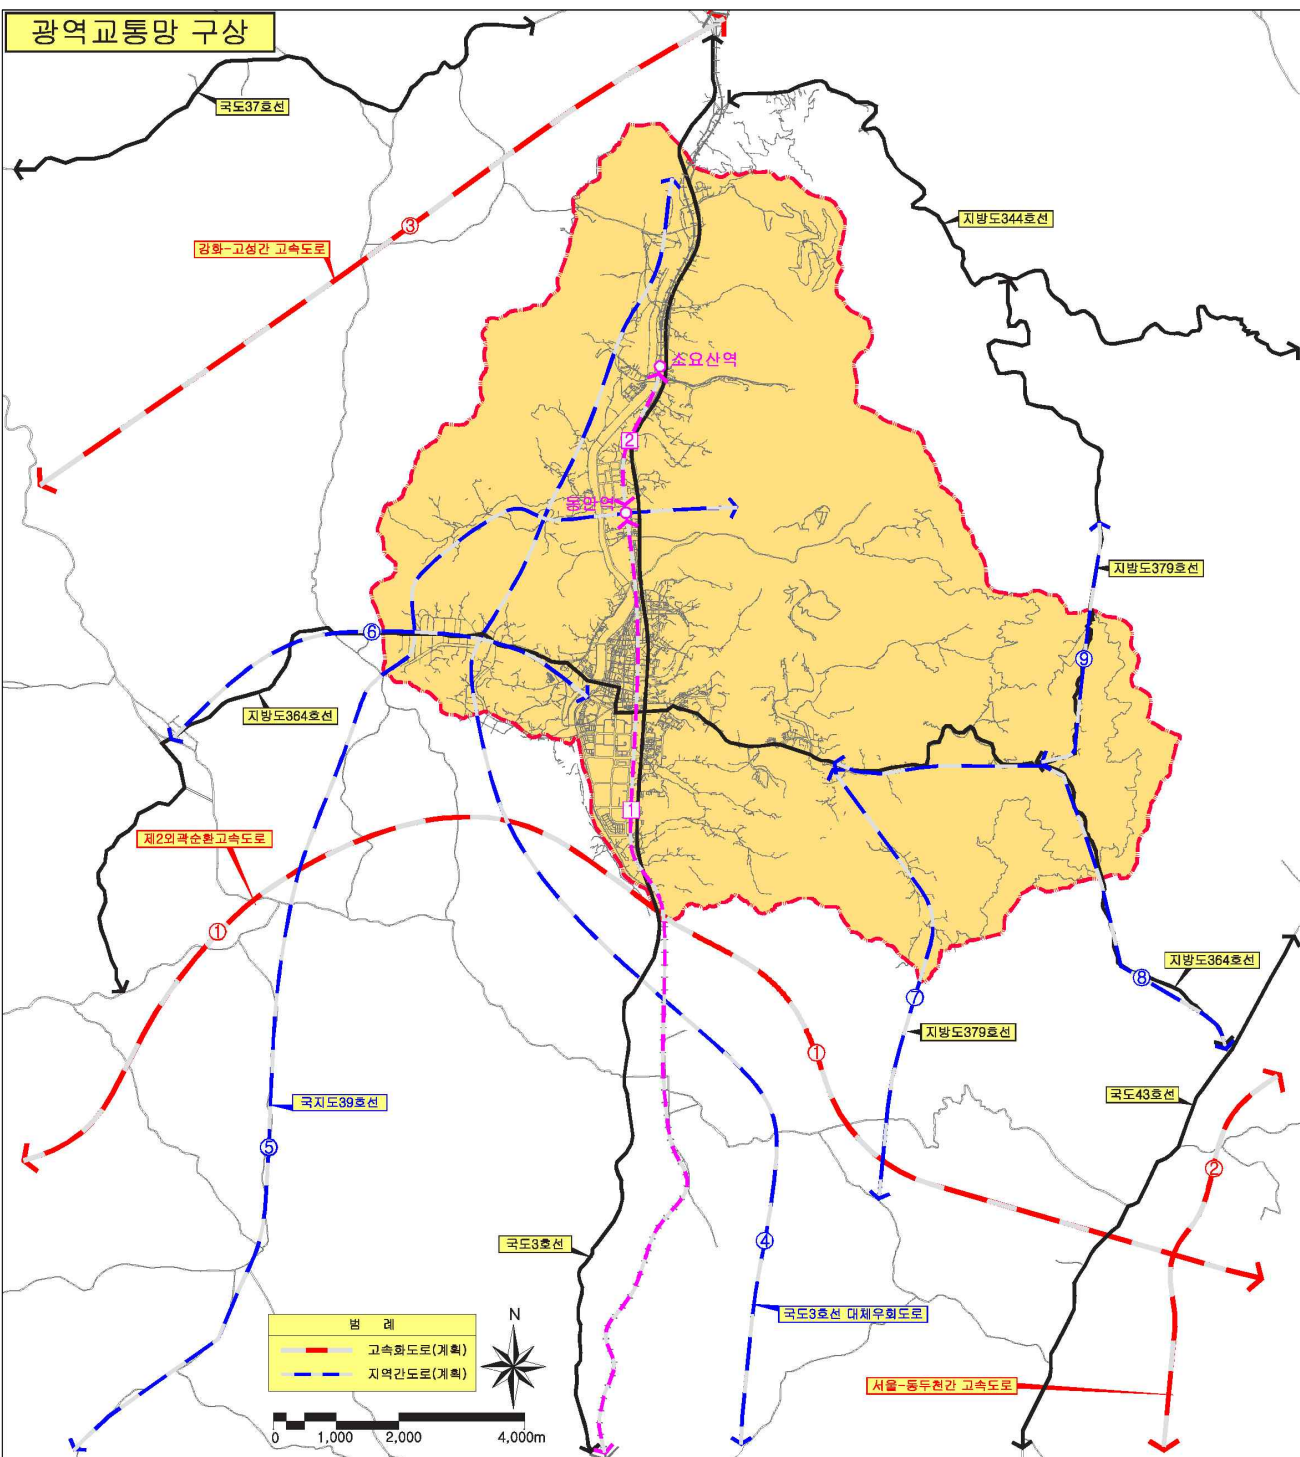 광역교통망 구상
국도37호선
지방도344호선
③
강화-고성간 고속도로
소요산역
2
동안역
지방도379호선
⑥
⑨
지방도364호선
1
제2외곽순환고속도로
①
지방도364호선
⑧
⑦
지방도379호선
①
국도43호선
국지도39호선
⑤
②
④
국도3호선
국도3호선 대체우회도로
서울-동두천간 고속도로
범 례
고속화도로(계획)
지역간도로(계획)
N
0 1,000 2,000 4,000m